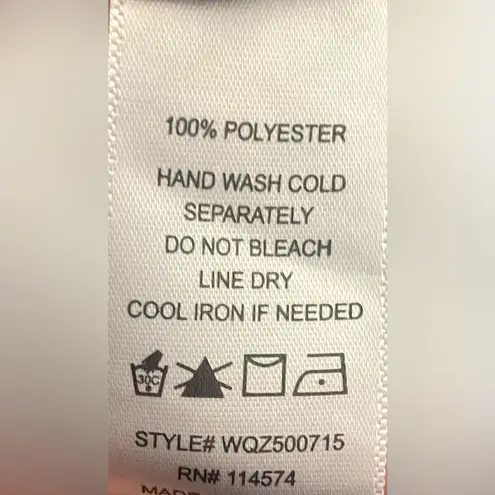 100% POLYESTER
HAND WASH COLD
SEPARATELY
DO NOT BLEACH
LINE DRY
COOL IRON IF NEEDED
30C
STYLE# WQZ500715
RN# 114574
MADE